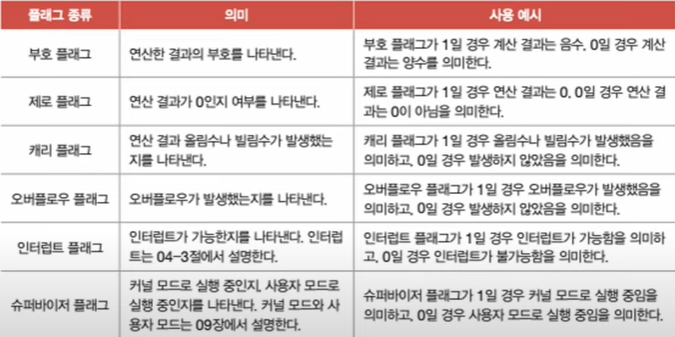 플래그 종류
의미
사용 예시
부호 플래그
연산한 결과의 부호를 나타낸다.
부호 플래그가 1일 경우 계산 결과는 음수, 0일 경우 계산
결과는 양수를 의미한다.
제로 플래그
연산 결과가 0인지 여부를 나타낸다.
제로 플래그가 1일 경우 연산 결과는 0, 0일 경우 연산 결
과는 0이 아님을 의미한다.
캐리 플래그
연산 결과 올림수나 빌림수가 발생했는
지를 나타낸다.
캐리 플래그가 1일 경우 올림수나 빌림수가 발생했음을
의미하고, 0일 경우 발생하지 않았음을 의미한다.
오버플로우 플래그
오버플로우가 발생했는지를 나타낸다.
오버플로우 플래그가 1일 경우 오버플로우가 발생했음을
의미하고, 0일 경우 발생하지 않았음을 의미한다.
인터럽트 플래그
인터럽트가 가능한지를 나타낸다. 인터럽
트는 04-3절에서 설명한다.
인터럽트 플래그가 1일 경우 인터럽트가 가능함을 의미하
고, 0일 경우 인터럽트가 불가능함을 의미한다.
슈퍼바이저 플래그
커널 모드로 실행 중인지, 사용자 모드로
실행 중인지를 나타낸다. 커널 모드와 사
용자 모드는 09장에서 설명한다.
슈퍼바이저 플래그가 1일 경우 커널 모드로 실행 중임을
의미하고, 0일 경우 사용자 모드로 실행 중임을 의미한다.